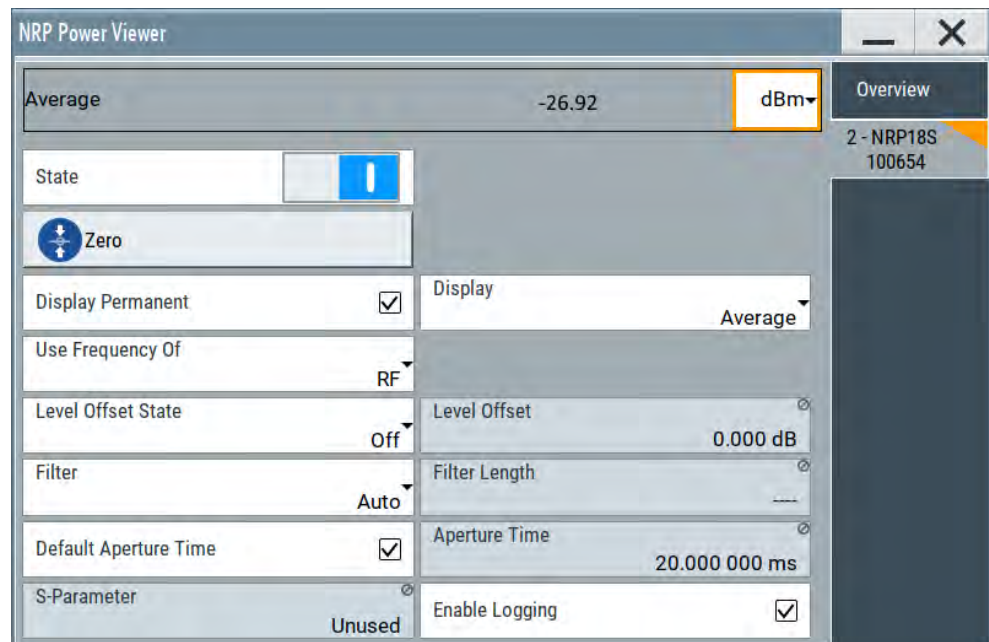 NRP Power Viewer
Average -26.92 dBm
Overview
2 - NRP18S
100654
State
Zero
Display Permanent
Display
Average
Use Frequency Of
RF
Level Offset State
Off
Level Offset
0.000 dB
Filter
Auto
Filter Length
----
Default Aperture Time
Aperture Time
20.000 000 ms
S-Parameter
Unused
Enable Logging